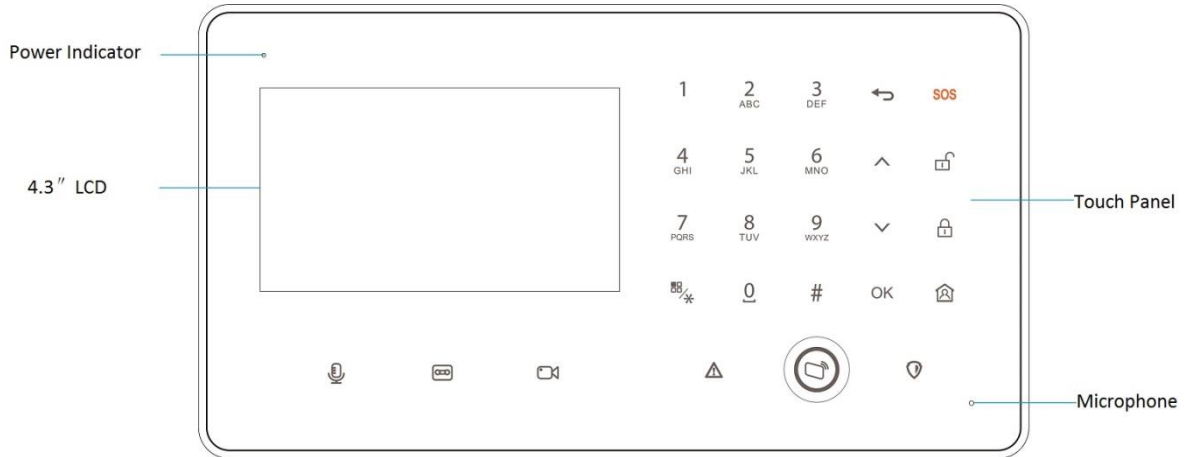 Power Indicator
1 2 3 SOS
ABC DEF
4.3″ LCD
4 5 6
GHI JKL MNO
Touch Panel
7 8 9
PQRS TUV WXYZ
* 0 # OK
Microphone